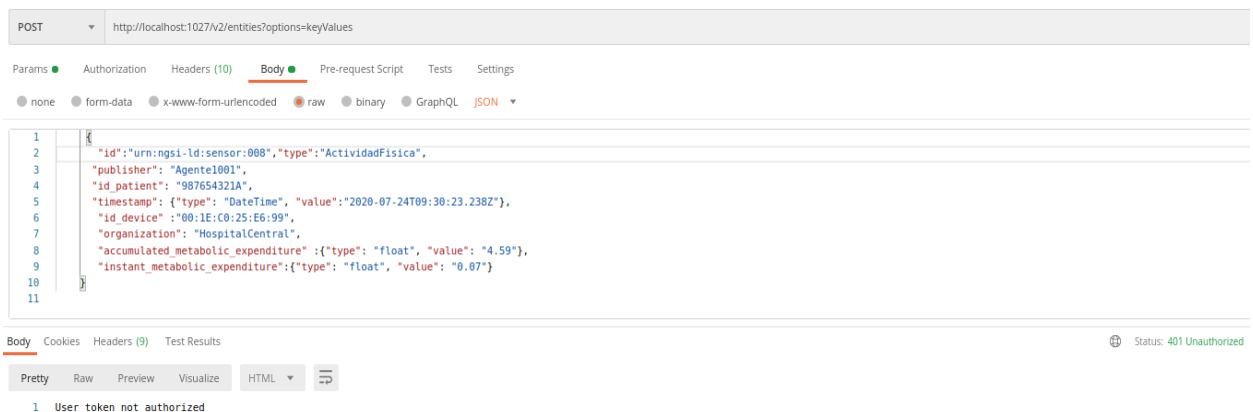 POST http://localhost:1027/v2/entities?options=keyValues
Params Authorization Headers (10) Body Pre-request Script Tests Settings
none form-data x-www-form-urlencoded raw binary GraphQL JSON
1 {
2 "id":"urn:ngsi-ld:sensor:008","type":"ActividadFisica",
3 "publisher": "Agente1001",
4 "id_patient": "987654321A",
5 "timestamp": {"type": "DateTime", "value":"2020-07-24T09:30:23.238Z"},
6 "id_device" :"00:1E:C0:25:E6:99",
7 "organization": "HospitalCentral",
8 "accumulated_metabolic_expenditure" :{"type": "float", "value": "4.59"},
9 "instant_metabolic_expenditure":{"type": "float", "value": "0.07"}
10 }
11
Body Cookies Headers (9) Test Results Status: 401 Unauthorized
Pretty Raw Preview Visualize HTML
1 User token not authorized